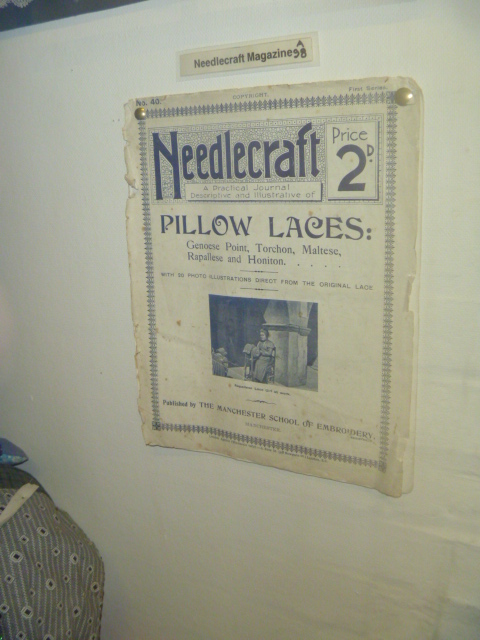 Needlecraft Magazine A38
No. 40.
COPYRIGHT.
First Series.
Needlecraft
Price
2D.
A Practical Journal
Descriptive and Illustrative of
PILLOW LACES:
Genoese Point, Torchon, Maltese,
Rapallese and Honiton. . . . . .
WITH 20 PHOTO ILLUSTRATIONS DIRECT FROM THE ORIGINAL LACE
Published by THE MANCHESTER SCHOOL OF EMBROIDERY,
MANCHESTER.